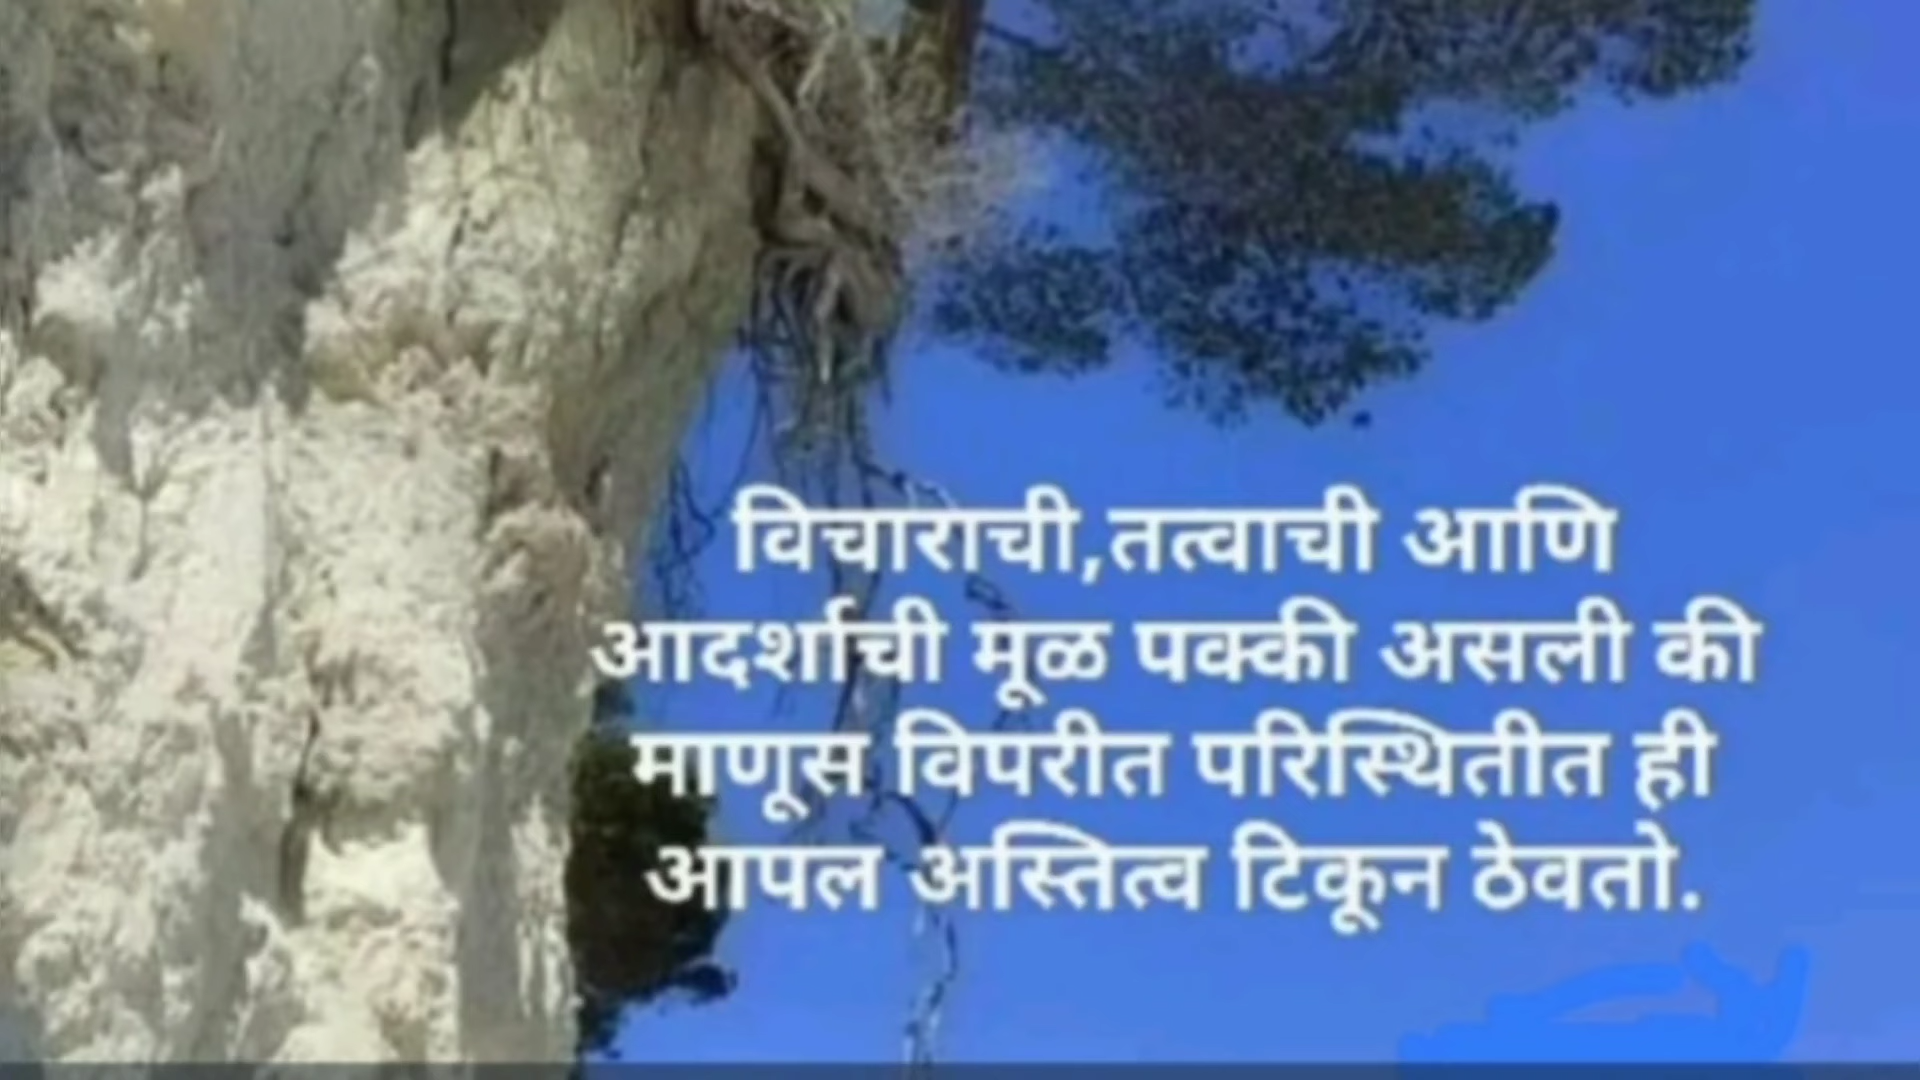 विचाराची,तत्वाची आणि
आदर्शाची मूळ पक्की असली की
माणूस विपरीत परिस्थितीत ही
आपल अस्तित्व टिकून ठेवतो.